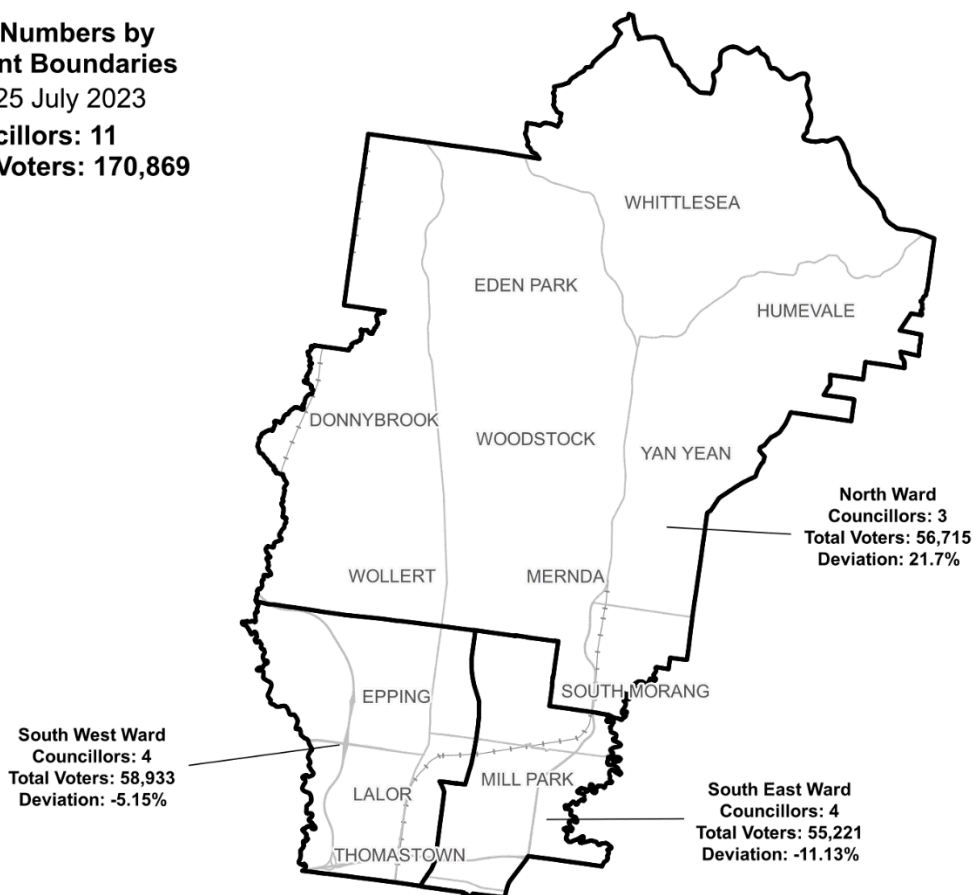 Numbers by
nt Boundaries
25 July 2023
cillors: 11
Voters: 170,869
WHITTLESEA
EDEN PARK
HUMEVALE
DONNYBROOK
WOODSTOCK
YAN YEAN
North Ward
Councillors: 3
Total Voters: 56,715
Deviation: 21.7%
WOLLERT
MERNDA
EPPING
SOUTH MORANG
South West Ward
Councillors: 4
Total Voters: 58,933
Deviation: -5.15%
LALOR
MILL PARK
South East Ward
Councillors: 4
Total Voters: 55,221
Deviation: -11.13%
THOMASTOWN